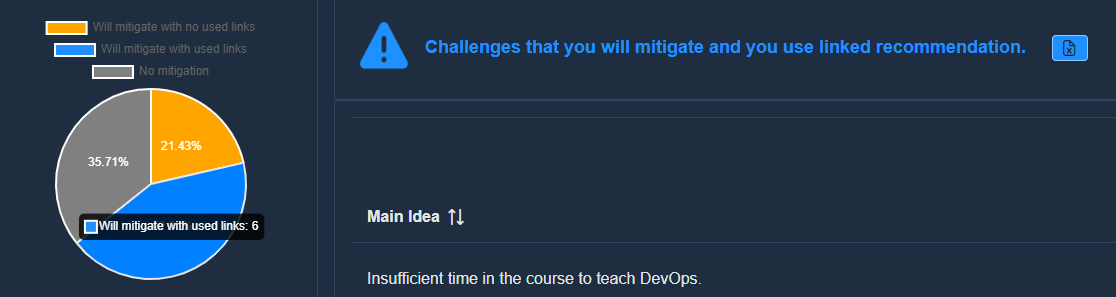 Will mitigate with no used links
Will mitigate with used links
No mitigation
21.43%
35.71%
Will mitigate with used links: 6
Challenges that you will mitigate and you use linked recommendation.
Main Idea
Insufficient time in the course to teach DevOps.